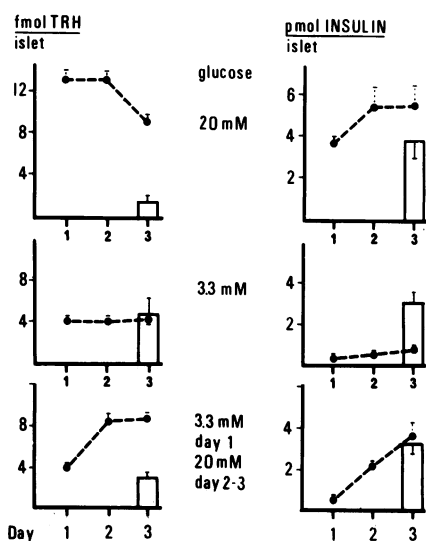 fmol TRH
islet
pmol INSULIN
islet
glucose
12
8
4
1 2 3
20 mM
6
4
2
1 2 3
8
4
1 2 3
3.3 mM
4
2
1 2 3
8
4
Day 1 2 3
3.3 mM
day 1
20 mM
day 2-3
4
2
1 2 3